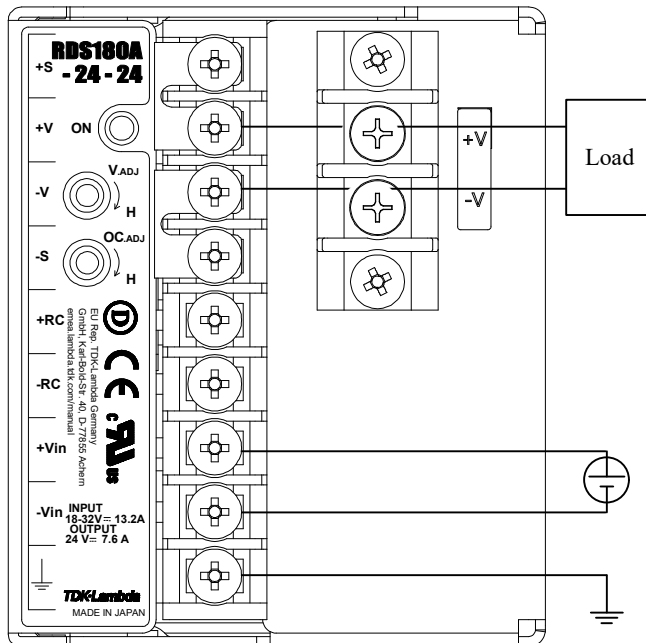 RDS180A
- 24 - 24
+S
+V
ON
-V
V.ADJ
H
-S
OC.ADJ
H
+RC
-RC
+Vin
-Vin
EU Rep. TDK-Lambda Germany
GmbH, Karl-Bold-Str. 40, D-77855 Achern
emea.lambda.tdk.com/manual
D
CE
C
US
INPUT
18-32V⎓ 13.2A
OUTPUT
24 V⎓ 7.6 A
TDK-Lambda
MADE IN JAPAN
+V
-V
Load